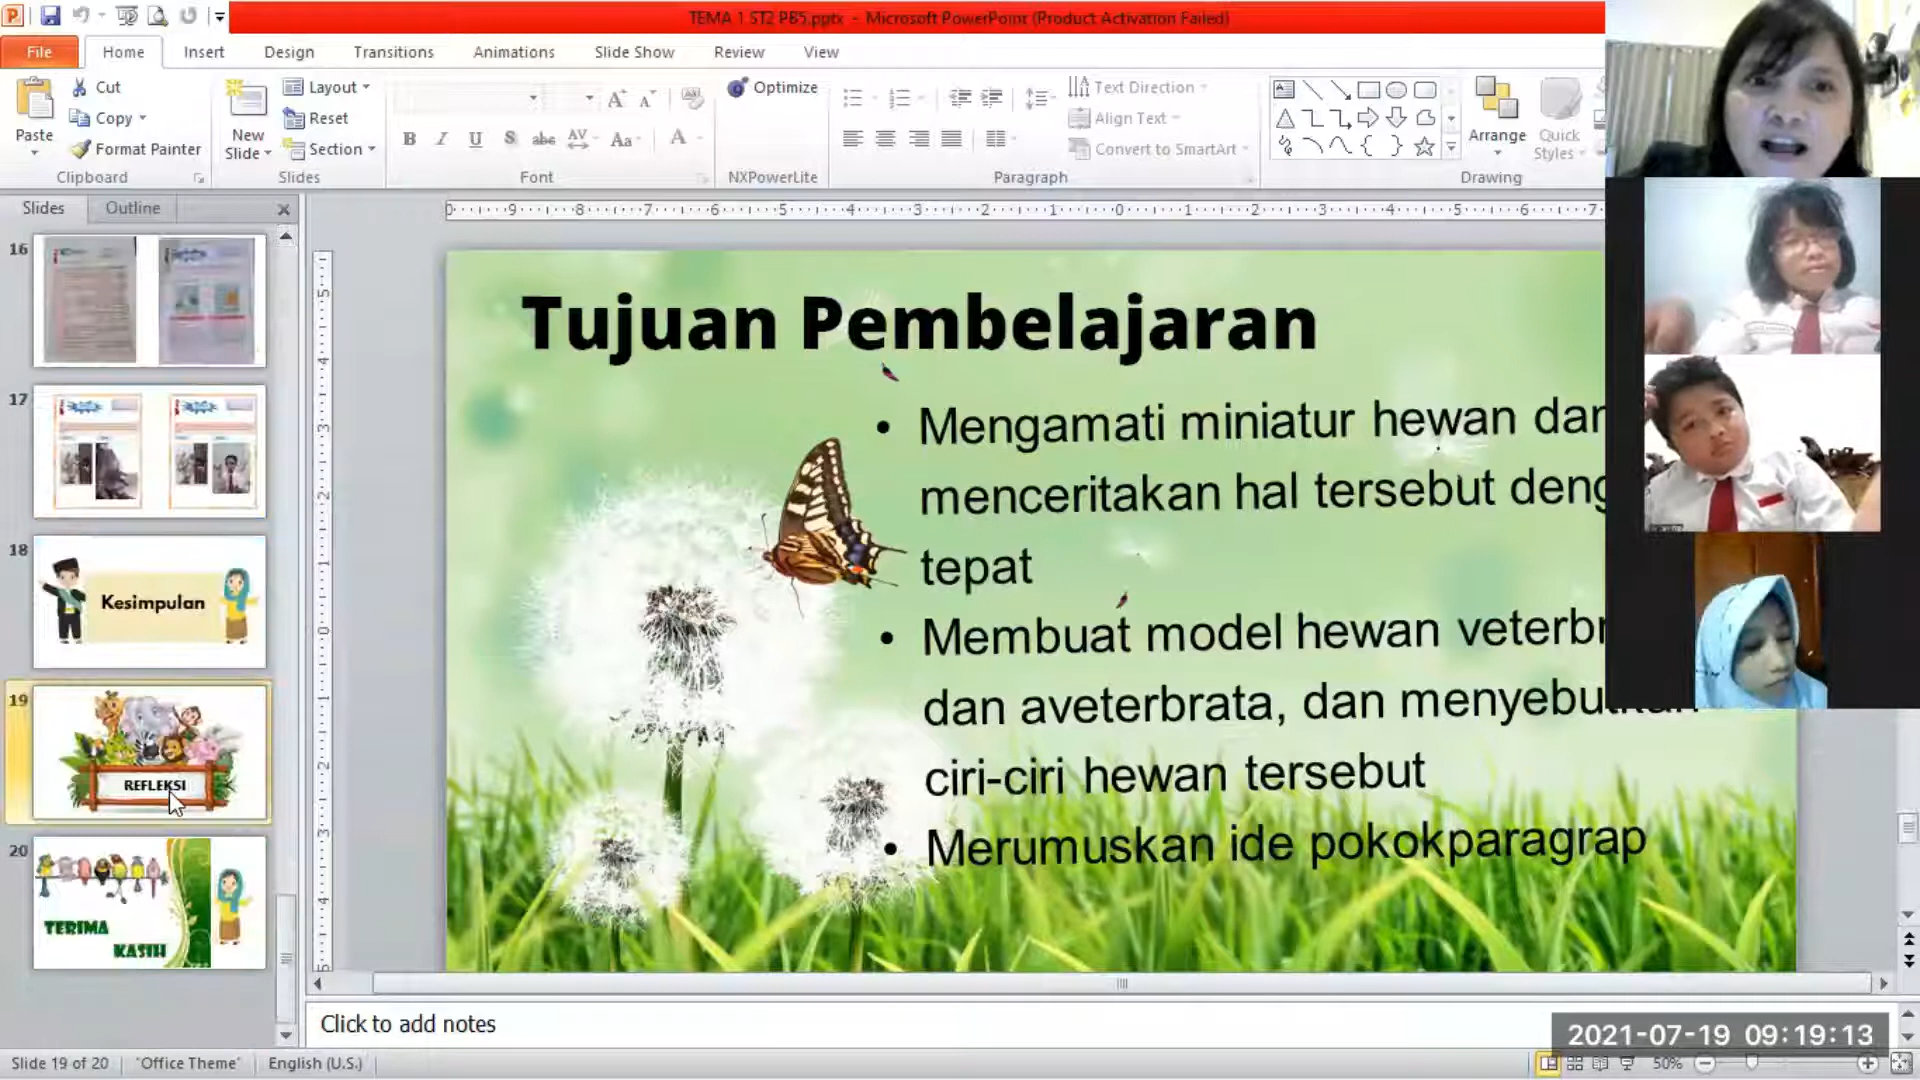 TEMA 1 ST2 PB5.pptx - Microsoft PowerPoint (Product Activation Failed)
File Home Insert Design Transitions Animations Slide Show Review View
Cut
Copy
Format Painter
Paste
Clipboard
New
Slide
Layout
Reset
Section
Slides
B I U S abc AV Aa A
Font
Optimize
NXPowerLite
Text Direction
Align Text
Convert to SmartArt
Paragraph
Arrange
Quick
Styles
Drawing
Slides Outline
16
17
18
Kesimpulan
19
REFLEKSI
20
TERIMA
KASIH
Tujuan Pembelajaran
• Mengamati miniatur hewan dan
menceritakan hal tersebut deng
tepat
• Membuat model hewan veterbr
dan aveterbrata, dan menyebutkan
ciri-ciri hewan tersebut
• Merumuskan ide pokokparagrap
Click to add notes
2021-07-19 09:19:13
Slide 19 of 20 "Office Theme" English (U.S.) 50%